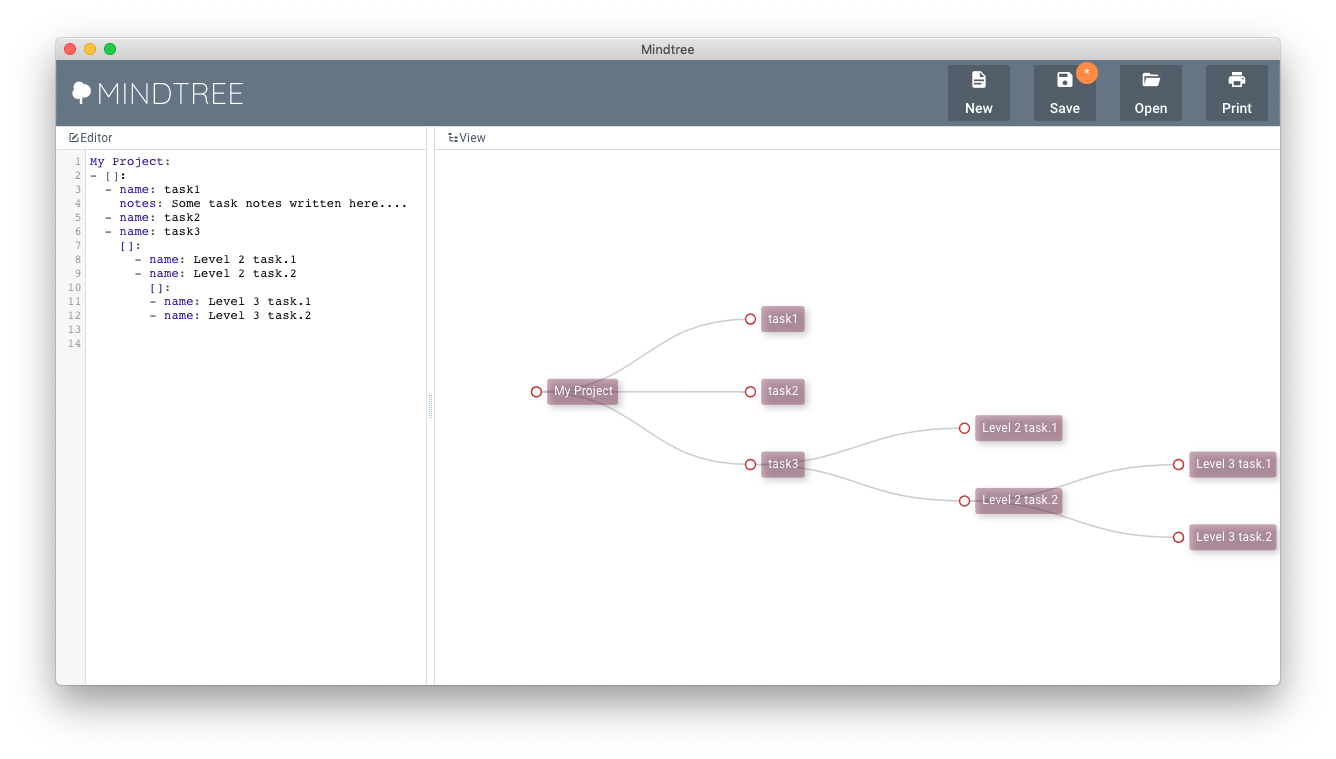 Mindtree
MINDTREE
New
Save
*
Open
Print
Editor
View
1 My Project:
2 - []:
3   - name: task1
4     notes: Some task notes written here....
5   - name: task2
6   - name: task3
7     []:
8       - name: Level 2 task.1
9       - name: Level 2 task.2
10         []:
11         - name: Level 3 task.1
12         - name: Level 3 task.2
13
14
task1
My Project
task2
Level 2 task.1
task3
Level 3 task.1
Level 2 task.2
Level 3 task.2